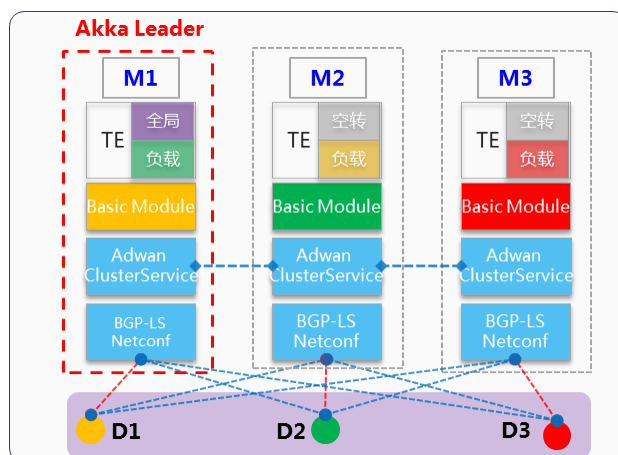 Akka Leader
M1
M2
M3
TE
全局
负载
TE
空转
负载
TE
空转
负载
Basic Module
Basic Module
Basic Module
Adwan
ClusterService
Adwan
ClusterService
Adwan
ClusterService
BGP-LS
Netconf
BGP-LS
Netconf
BGP-LS
Netconf
D1
D2
D3